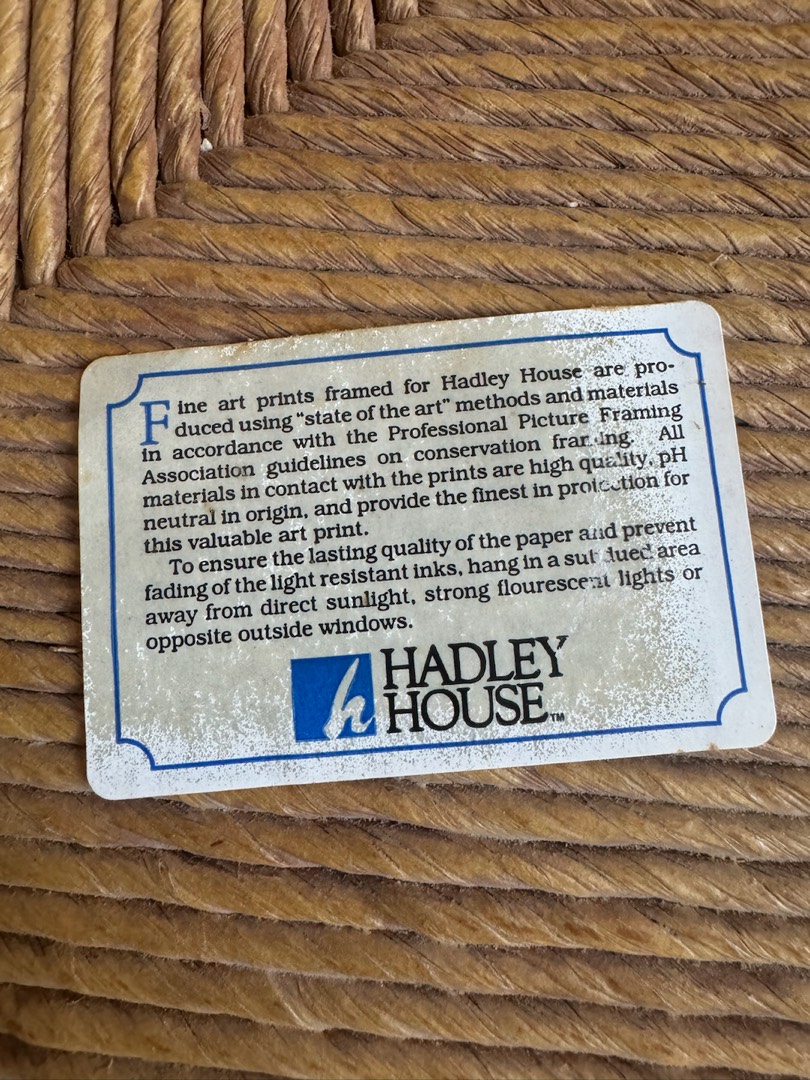 Fine art prints framed for Hadley House are pro-
duced using "state of the art" methods and materials
in accordance with the Professional Picture Framing
Association guidelines on conservation framing. All
materials in contact with the prints are high quality, pH
neutral in origin, and provide the finest in protection for
this valuable art print.
To ensure the lasting quality of the paper and prevent
fading of the light resistant inks, hang in a subdued area
away from direct sunlight, strong flourescent lights or
opposite outside windows.
h
HADLEY
HOUSE™